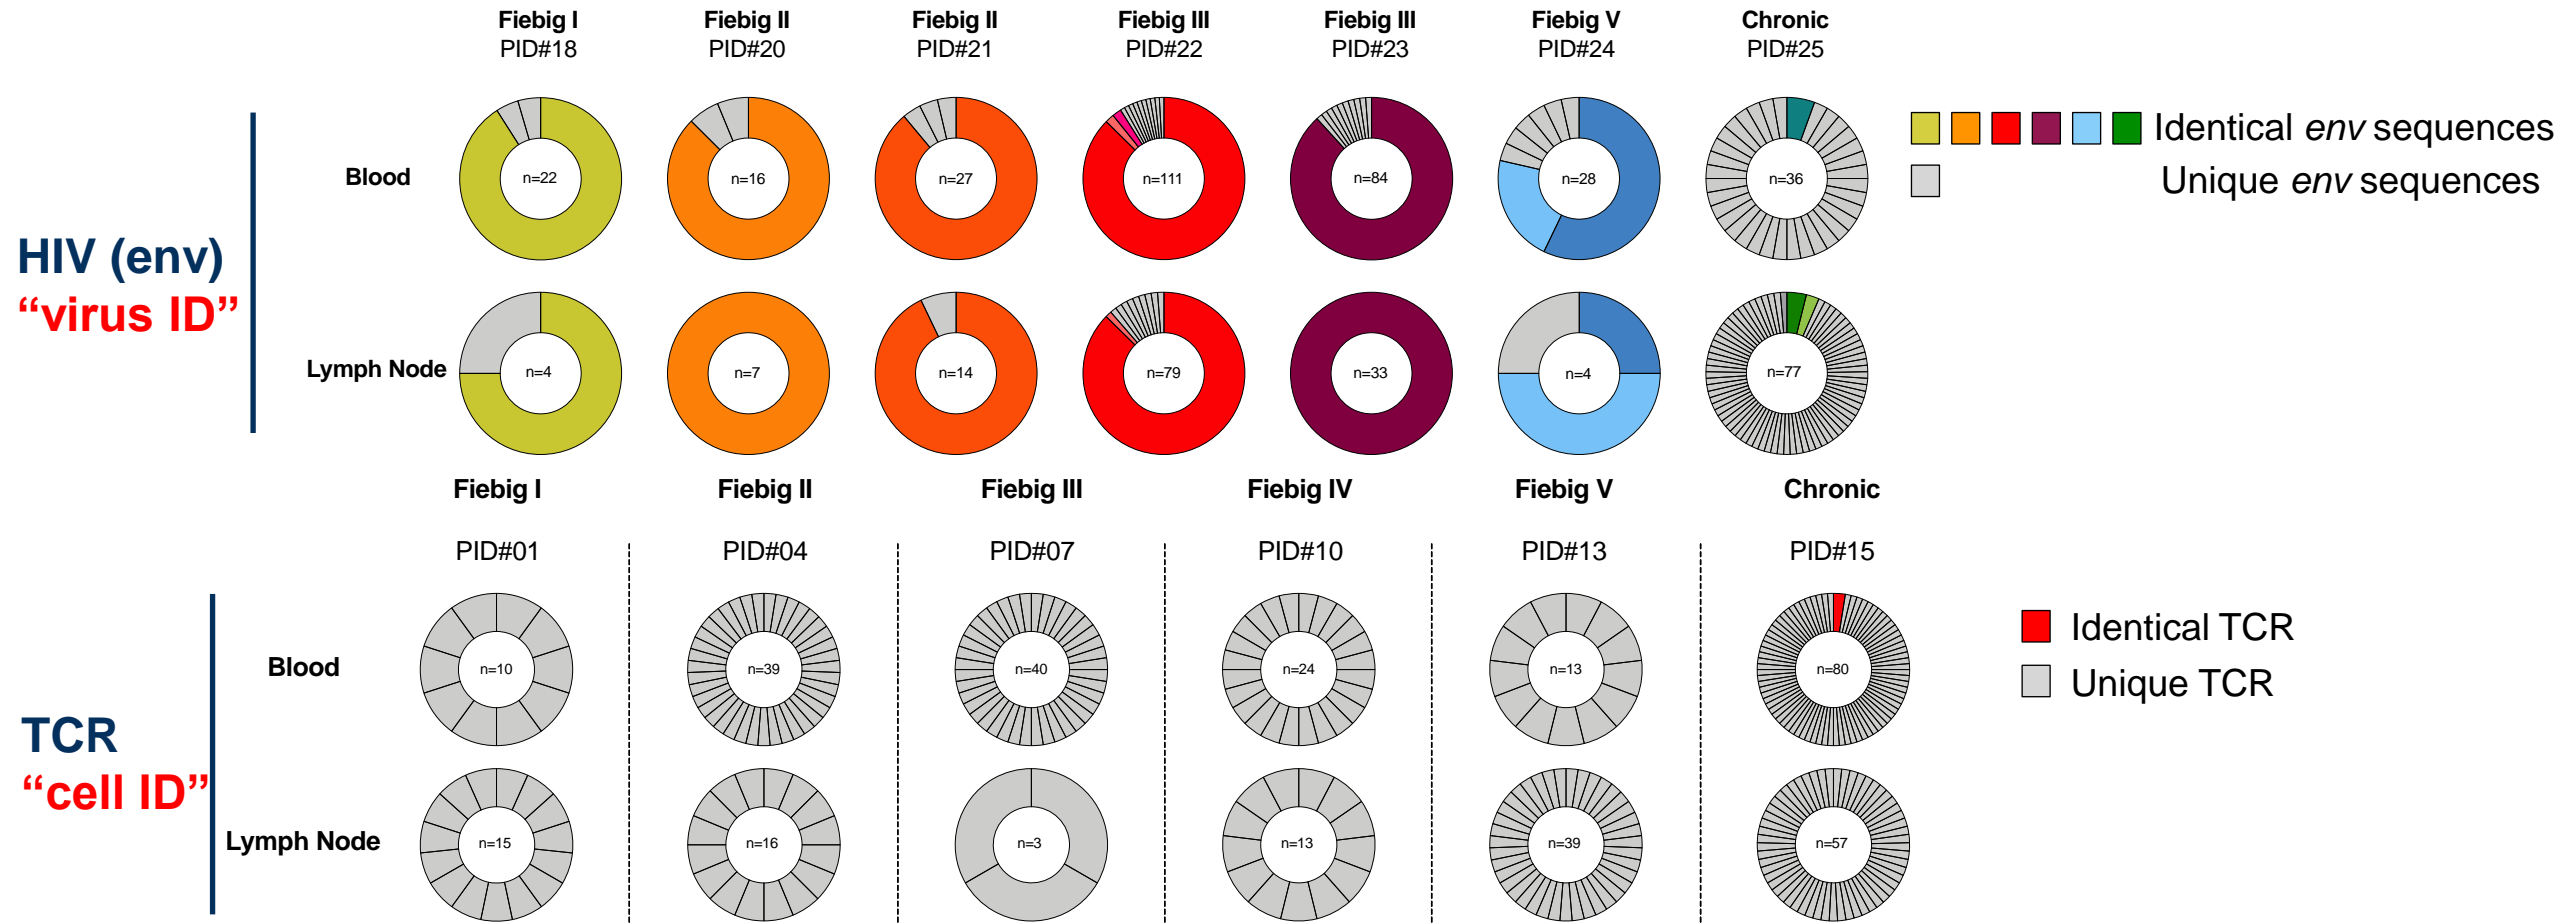 Fiebig I Fiebig II Fiebig II Fiebig III Fiebig III Fiebig V Chronic
PID#18 PID#20 PID#21 PID#22 PID#23 PID#24 PID#25
HIV (env)
“virus ID”
Blood
n=22 n=16 n=27 n=111 n=84 n=28 n=36
Identical env sequences
Unique env sequences
Lymph Node
n=4 n=7 n=14 n=79 n=33 n=4 n=77
Fiebig I Fiebig II Fiebig III Fiebig IV Fiebig V Chronic
PID#01 PID#04 PID#07 PID#10 PID#13 PID#15
TCR
“cell ID”
Blood
n=10 n=39 n=40 n=24 n=13 n=80
Identical TCR
Unique TCR
Lymph Node
n=15 n=16 n=3 n=13 n=39 n=57